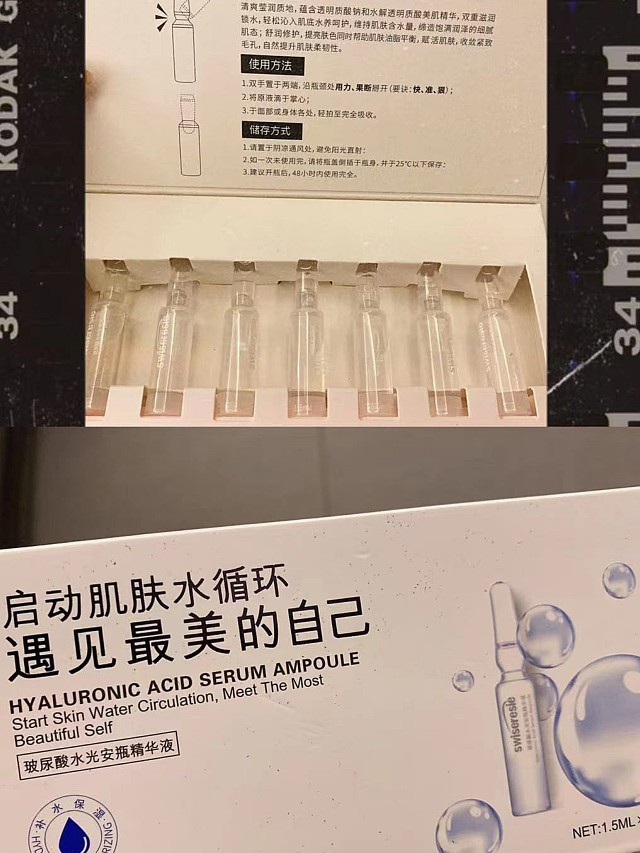 清爽莹润质地，蕴含透明质酸钠和水解透明质酸美肌精华，双重滋润
锁水，轻松沁入肌底水养呵护，维持肌肤含水量，缔造饱满润泽的细腻
肌态；舒润修护，提亮肤色同时帮助肌肤油脂平衡，赋活肌肤，收敛紧致
毛孔，自然提升肌肤柔韧性。
使用方法
1.双手置于两端，沿瓶颈处用力、果断掰开（要诀：快、准、狠）；
2.将原液滴于掌心；
3.于面部或身体各处，轻拍至完全吸收。
储存方式
1.请置于阴凉通风处，避免阳光直射；
2.如一次未使用完，请将瓶盖倒插于瓶身，并于25℃以下保存；
3.建议开瓶后，48小时内使用完全。
KODAK
34
34
swiseresle
启动肌肤水循环
遇见最美的自己
HYALURONIC ACID SERUM AMPOULE
Start Skin Water Circulation, Meet The Most
Beautiful Self
玻尿酸水光安瓶精华液
补水保湿
swiseresle
NET:1.5ML